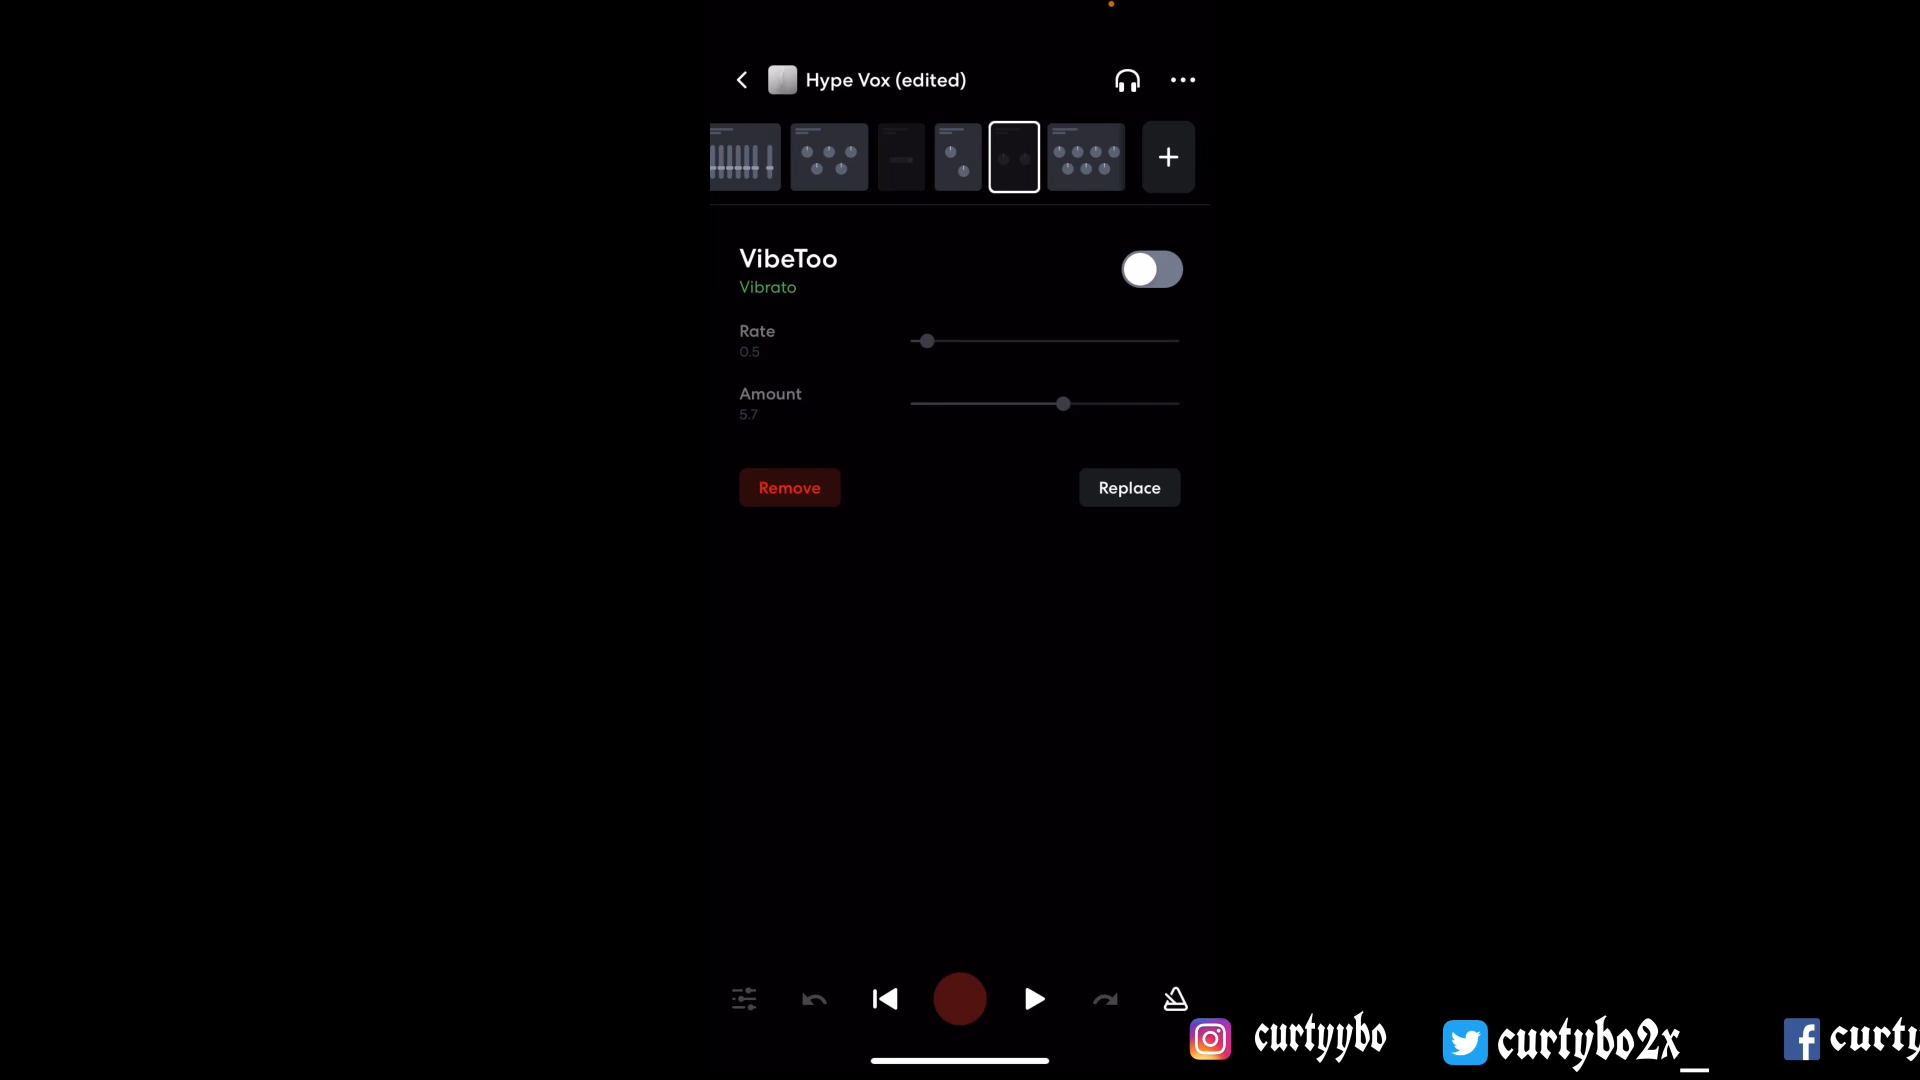 Hype Vox (edited)
VibeToo
Vibrato
Rate
0.5
Amount
5.7
Remove
Replace
curtyybo
curtybo2x_
curty